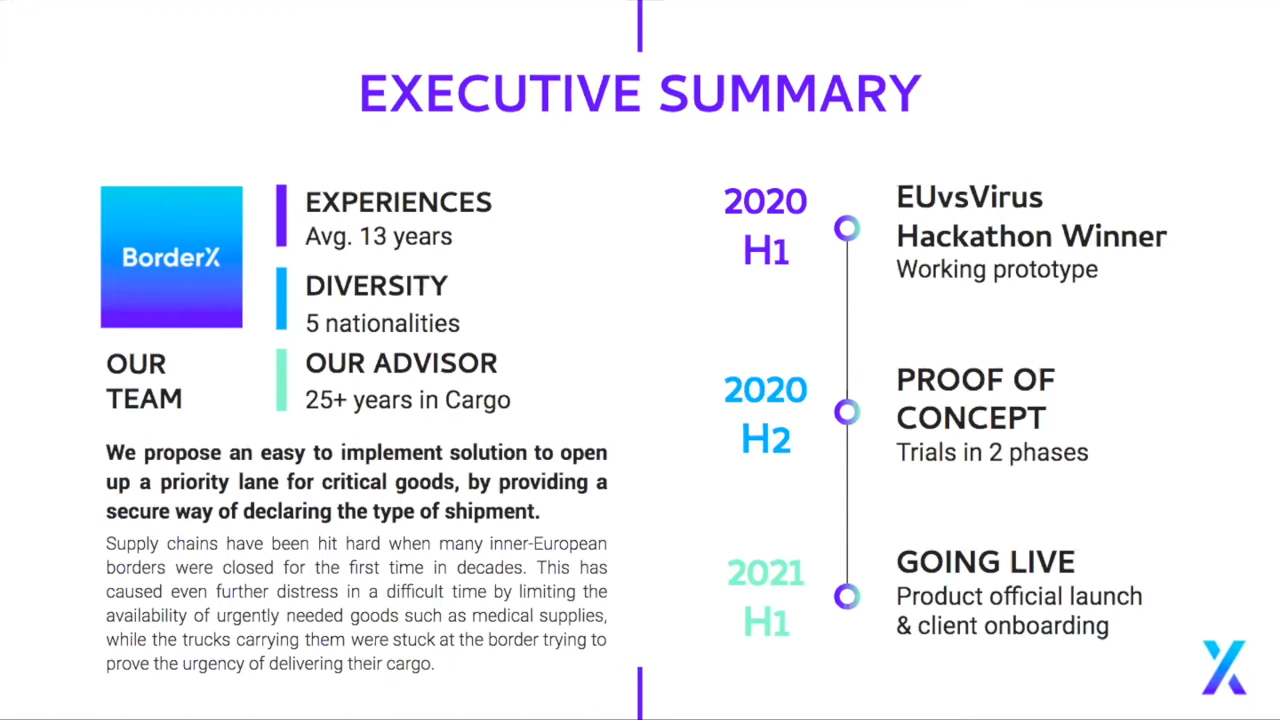 EXECUTIVE SUMMARY
BorderX
OUR
TEAM
EXPERIENCES
Avg. 13 years
DIVERSITY
5 nationalities
OUR ADVISOR
25+ years in Cargo
We propose an easy to implement solution to open
up a priority lane for critical goods, by providing a
secure way of declaring the type of shipment.
Supply chains have been hit hard when many inner-European
borders were closed for the first time in decades. This has
caused even further distress in a difficult time by limiting the
availability of urgently needed goods such as medical supplies,
while the trucks carrying them were stuck at the border trying to
prove the urgency of delivering their cargo.
2020
H1
EUvsVirus
Hackathon Winner
Working prototype
2020
H2
PROOF OF
CONCEPT
Trials in 2 phases
2021
H1
GOING LIVE
Product official launch
& client onboarding
X